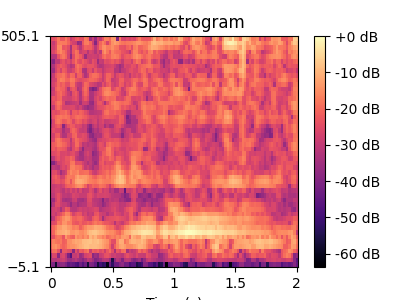 Mel Spectrogram
505.1
−5.1
0
0.5
1
1.5
2
+0 dB
-10 dB
-20 dB
-30 dB
-40 dB
-50 dB
-60 dB